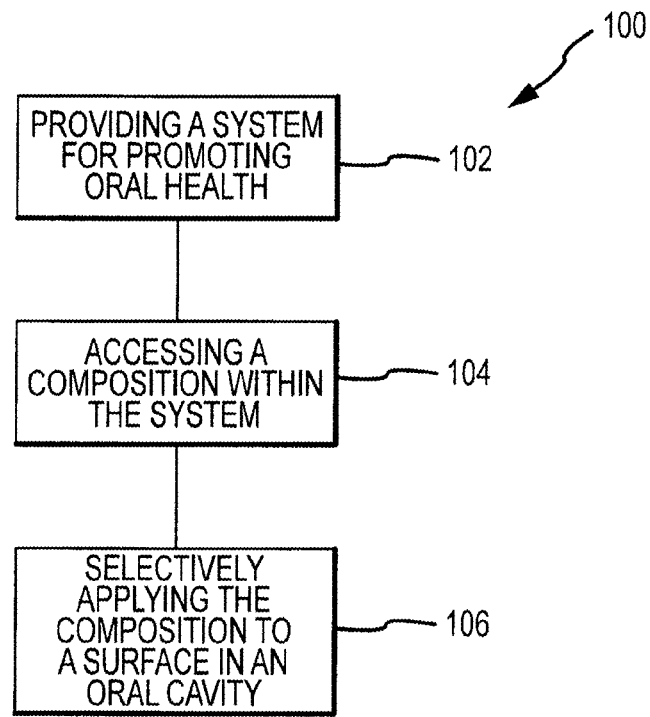 100
PROVIDING A SYSTEM
FOR PROMOTING
ORAL HEALTH
102
ACCESSING A
COMPOSITION WITHIN
THE SYSTEM
104
SELECTIVELY
APPLYING THE
COMPOSITION TO
A SURFACE IN AN
ORAL CAVITY
106